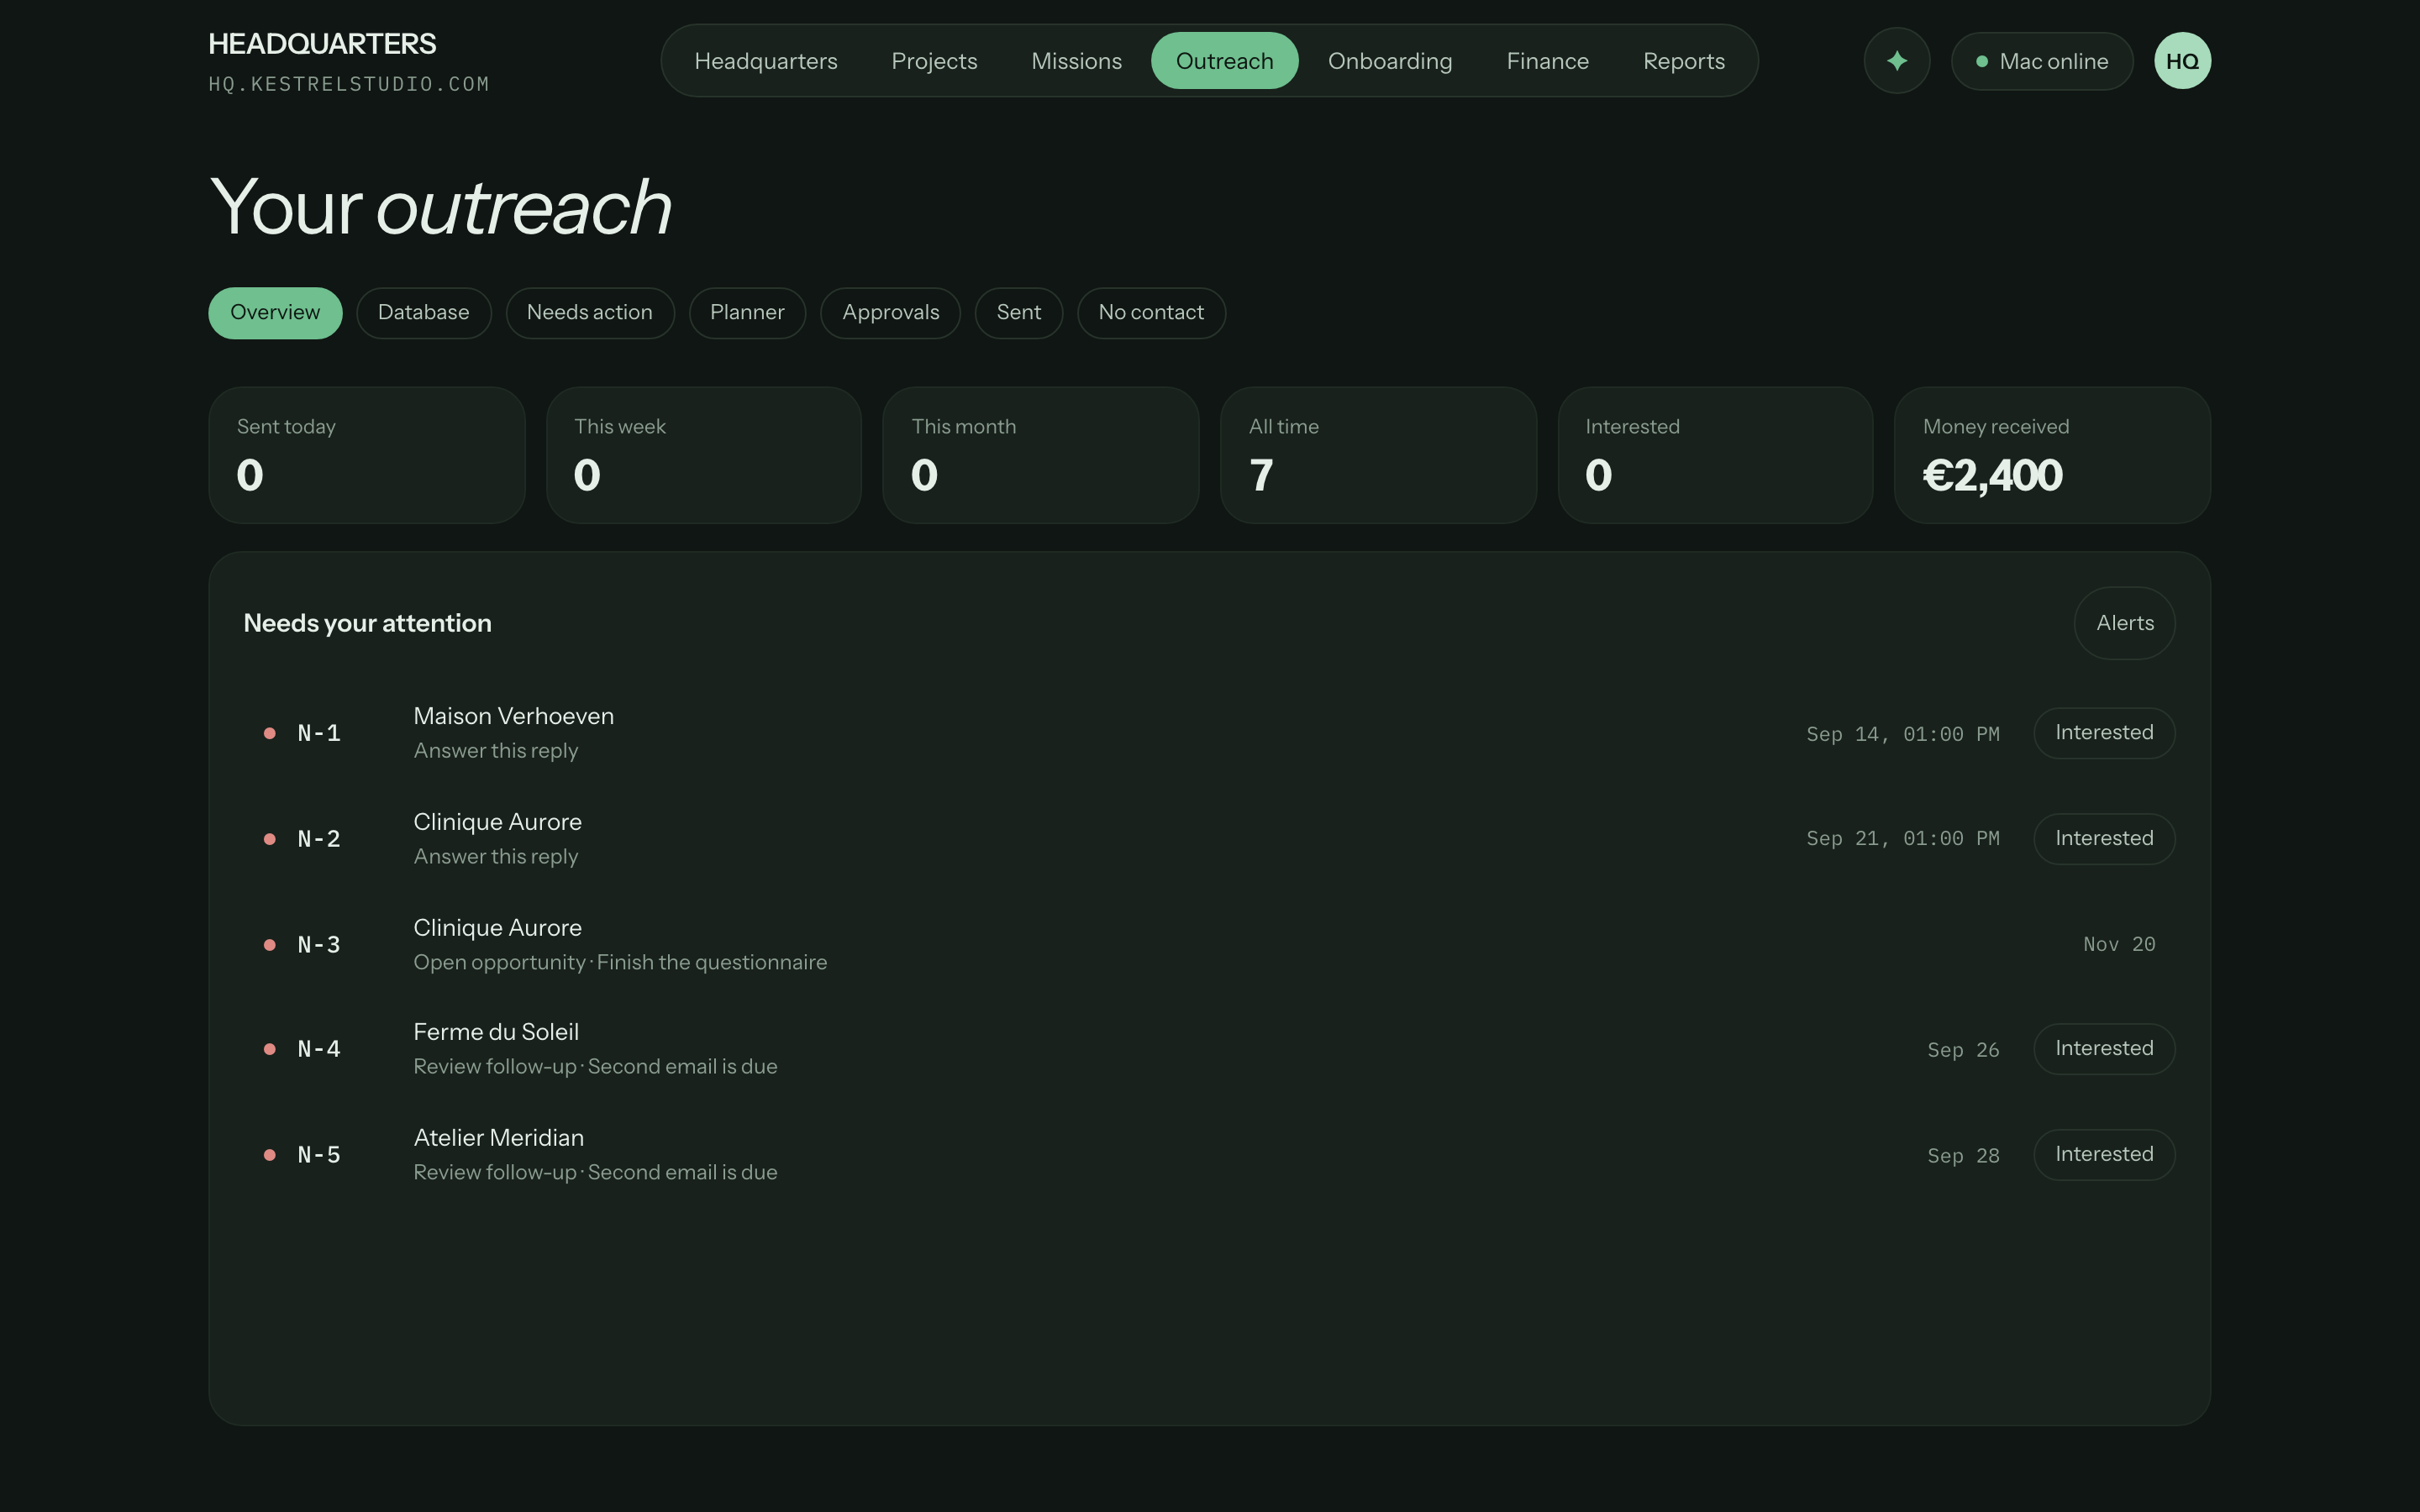 HEADQUARTERS
HQ.KESTRELSTUDIO.COM
Headquarters Projects Missions Outreach Onboarding Finance Reports
Mac online
HQ
Your outreach
Overview Database Needs action Planner Approvals Sent No contact
Sent today This week This month All time Interested Money received
0 0 0 7 0 €2,400
Needs your attention
Alerts
N-1 Maison Verhoeven
Answer this reply
Sep 14, 01:00 PM Interested
N-2 Clinique Aurore
Answer this reply
Sep 21, 01:00 PM Interested
N-3 Clinique Aurore
Open opportunity · Finish the questionnaire
Nov 20
N-4 Ferme du Soleil
Review follow-up · Second email is due
Sep 26 Interested
N-5 Atelier Meridian
Review follow-up · Second email is due
Sep 28 Interested